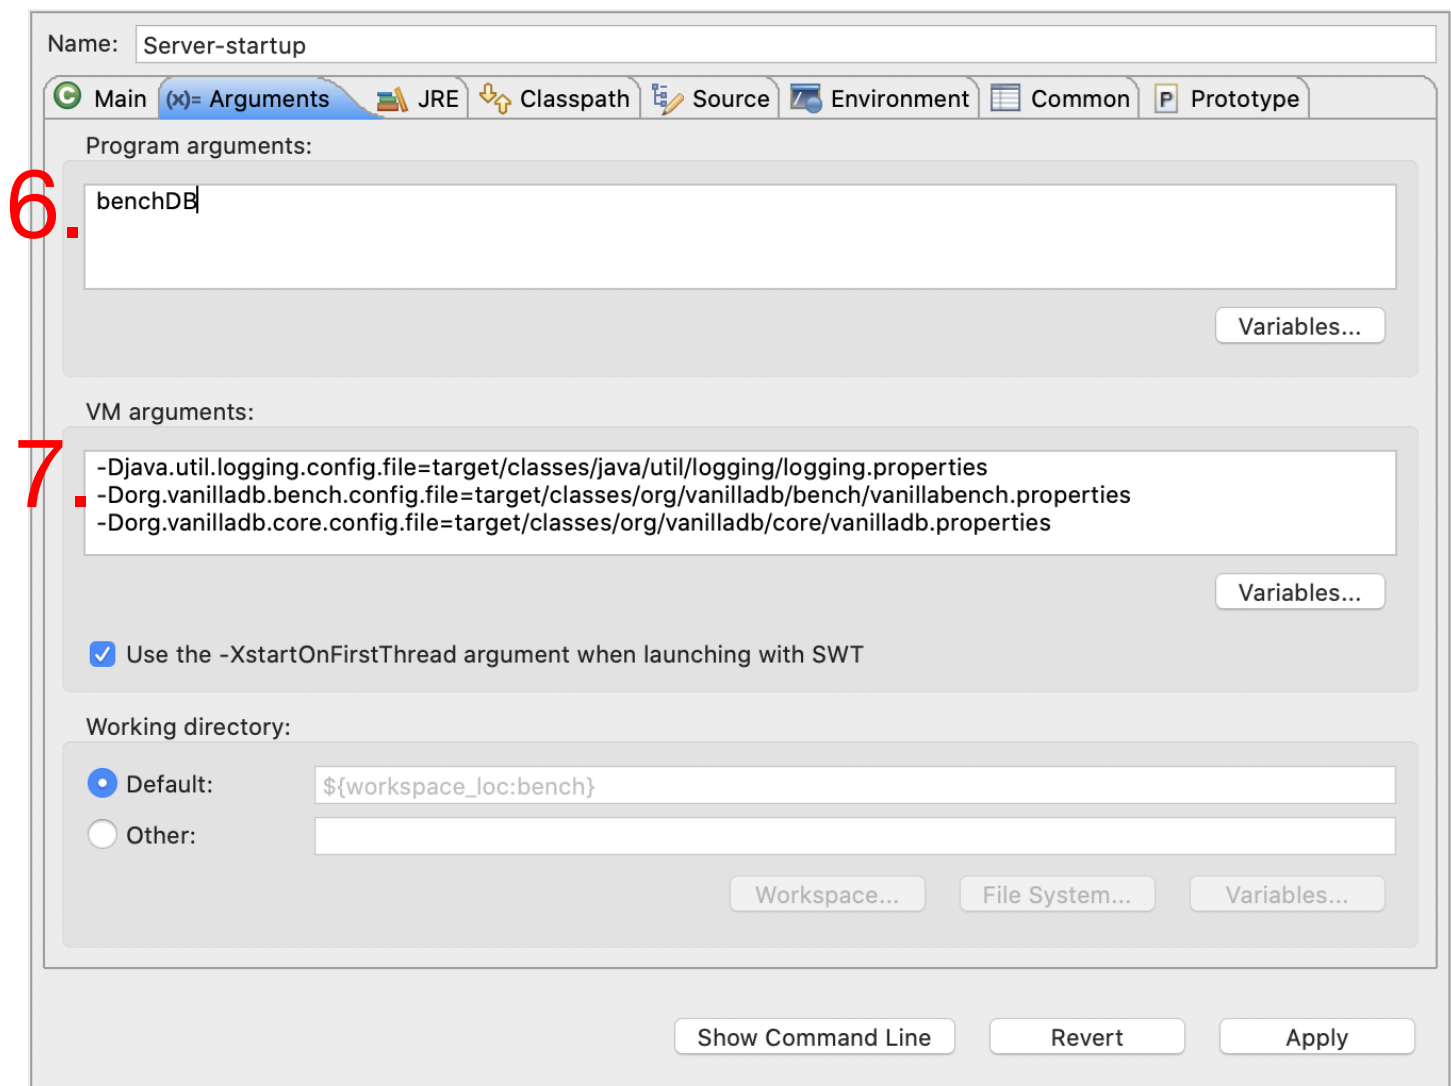 Name: Server-startup
Main (x)= Arguments JRE Classpath Source Environment Common P Prototype
Program arguments:
6. benchDB
Variables...
VM arguments:
7. -Djava.util.logging.config.file=target/classes/java/util/logging/logging.properties
-Dorg.vanilladb.bench.config.file=target/classes/org/vanilladb/bench/vanillabench.properties
-Dorg.vanilladb.core.config.file=target/classes/org/vanilladb/core/vanilladb.properties
Variables...
Use the -XstartOnFirstThread argument when launching with SWT
Working directory:
Default: ${workspace_loc:bench}
Other:
Workspace... File System... Variables...
Show Command Line Revert Apply